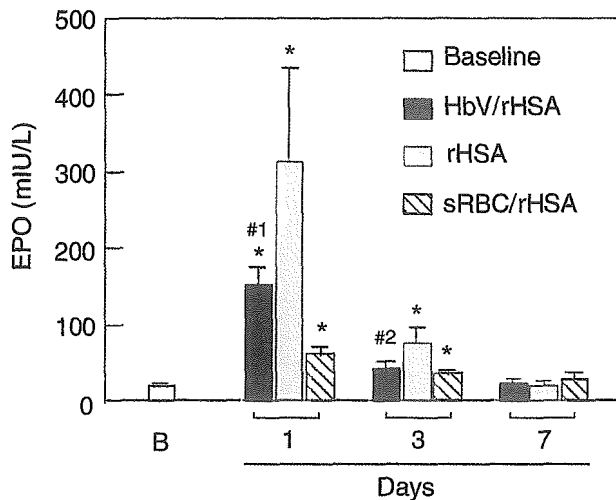 500
400
300
200
100
0
EPO (mIU/L)
Baseline
HbV/rHSA
rHSA
sRBC/rHSA
*
#1
*
*
#2
*
*
B
1
3
7
Days